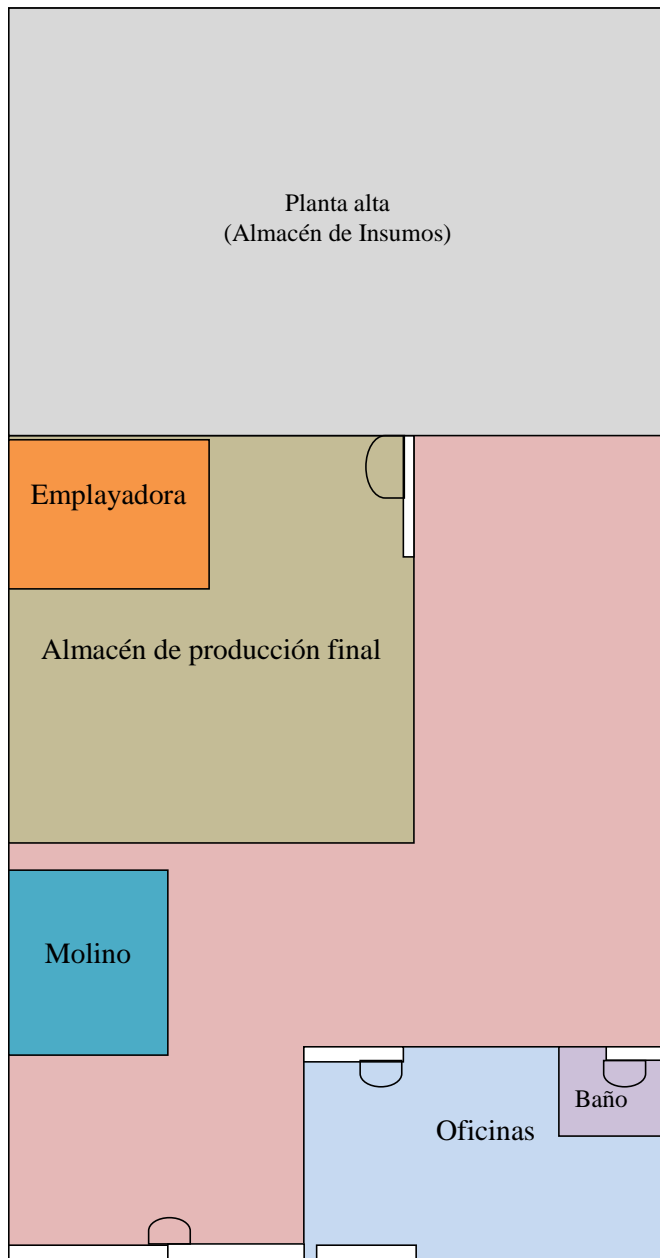 Planta alta
(Almacén de Insumos)
Emplayadora
Almacén de producción final
Molino
Baño
Oficinas